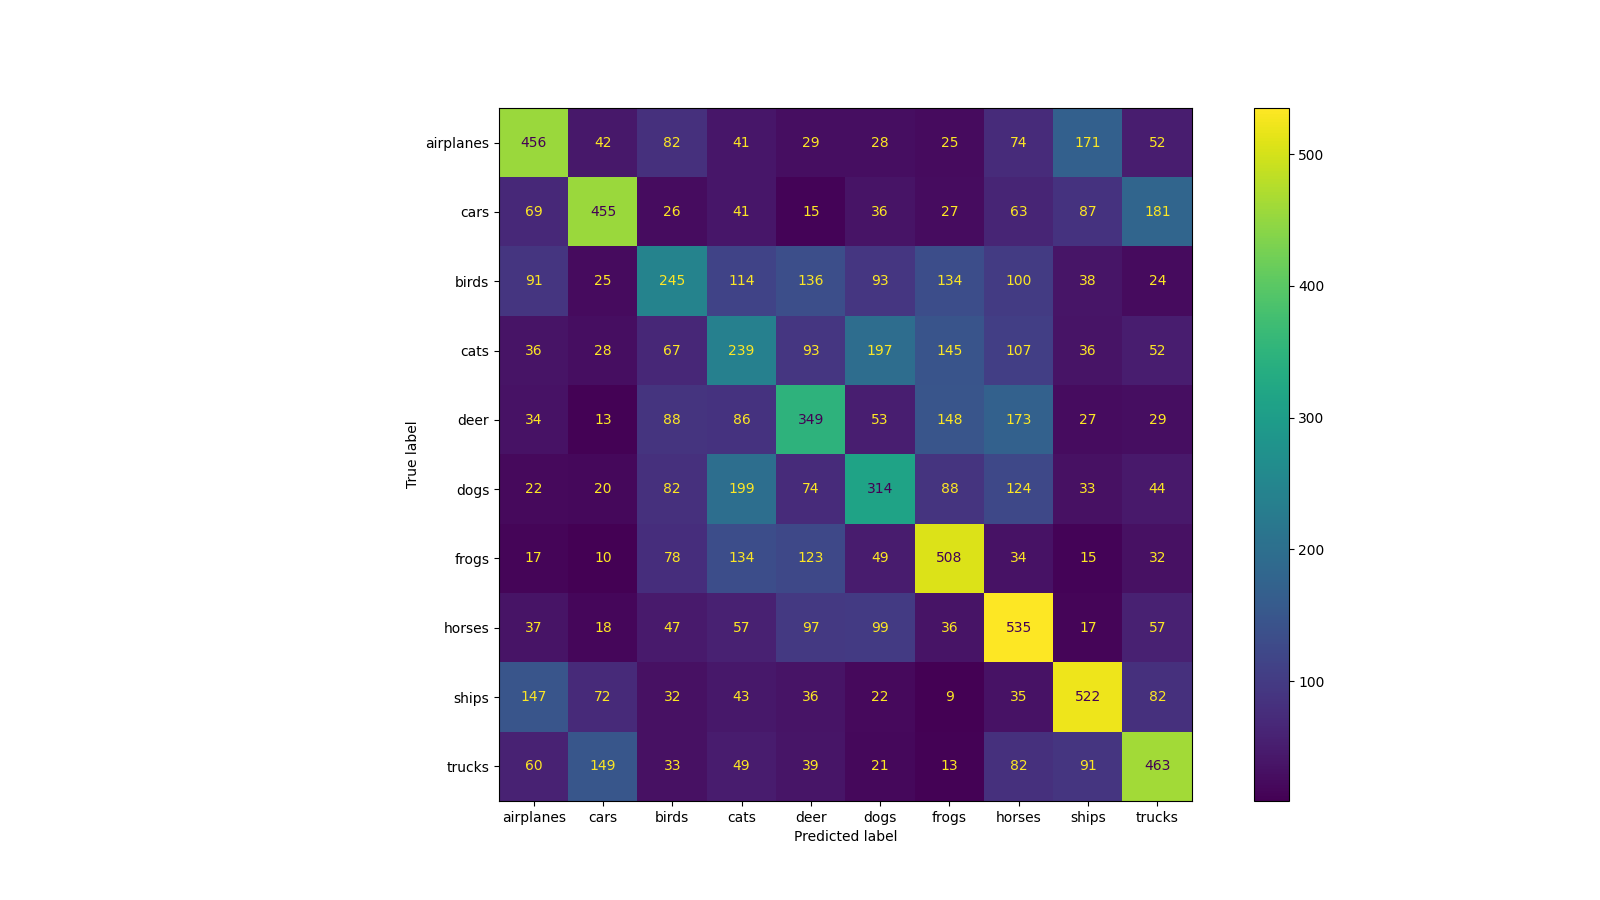 airplanes 456 42 82 41 29 28 25 74 171 52
cars 69 455 26 41 15 36 27 63 87 181
birds 91 25 245 114 136 93 134 100 38 24
cats 36 28 67 239 93 197 145 107 36 52
deer 34 13 88 86 349 53 148 173 27 29
dogs 22 20 82 199 74 314 88 124 33 44
frogs 17 10 78 134 123 49 508 34 15 32
horses 37 18 47 57 97 99 36 535 17 57
ships 147 72 32 43 36 22 9 35 522 82
trucks 60 149 33 49 39 21 13 82 91 463
airplanes cars birds cats deer dogs frogs horses ships trucks
Predicted label
True label
500
400
300
200
100